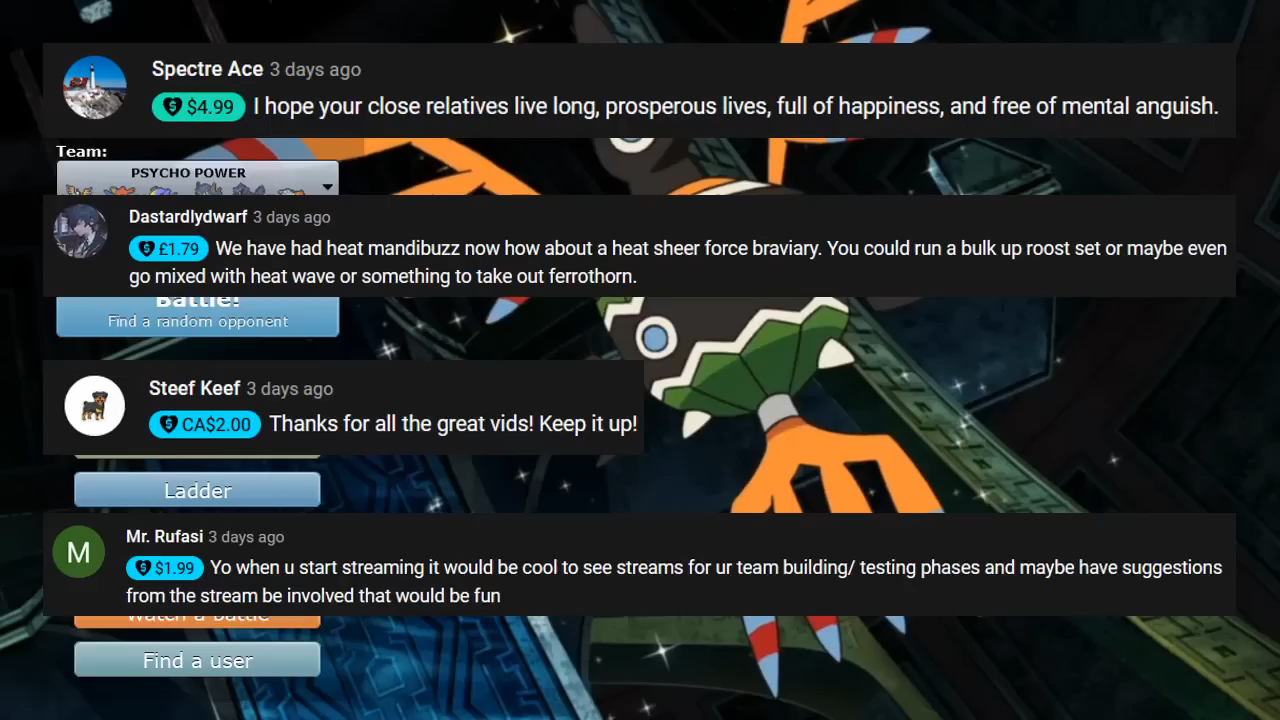 Spectre Ace 3 days ago
$4.99 I hope your close relatives live long, prosperous lives, full of happiness, and free of mental anguish.
Team:
PSYCHO POWER
Dastardlydwarf 3 days ago
£1.79 We have had heat mandibuzz now how about a heat sheer force braviary. You could run a bulk up roost set or maybe even
go mixed with heat wave or something to take out ferrothorn.
Battle!
Find a random opponent
Steef Keef 3 days ago
CA$2.00 Thanks for all the great vids! Keep it up!
Ladder
M
Mr. Rufasi 3 days ago
$1.99 Yo when u start streaming it would be cool to see streams for ur team building/ testing phases and maybe have suggestions
from the stream be involved that would be fun
Watch a battle
Find a user